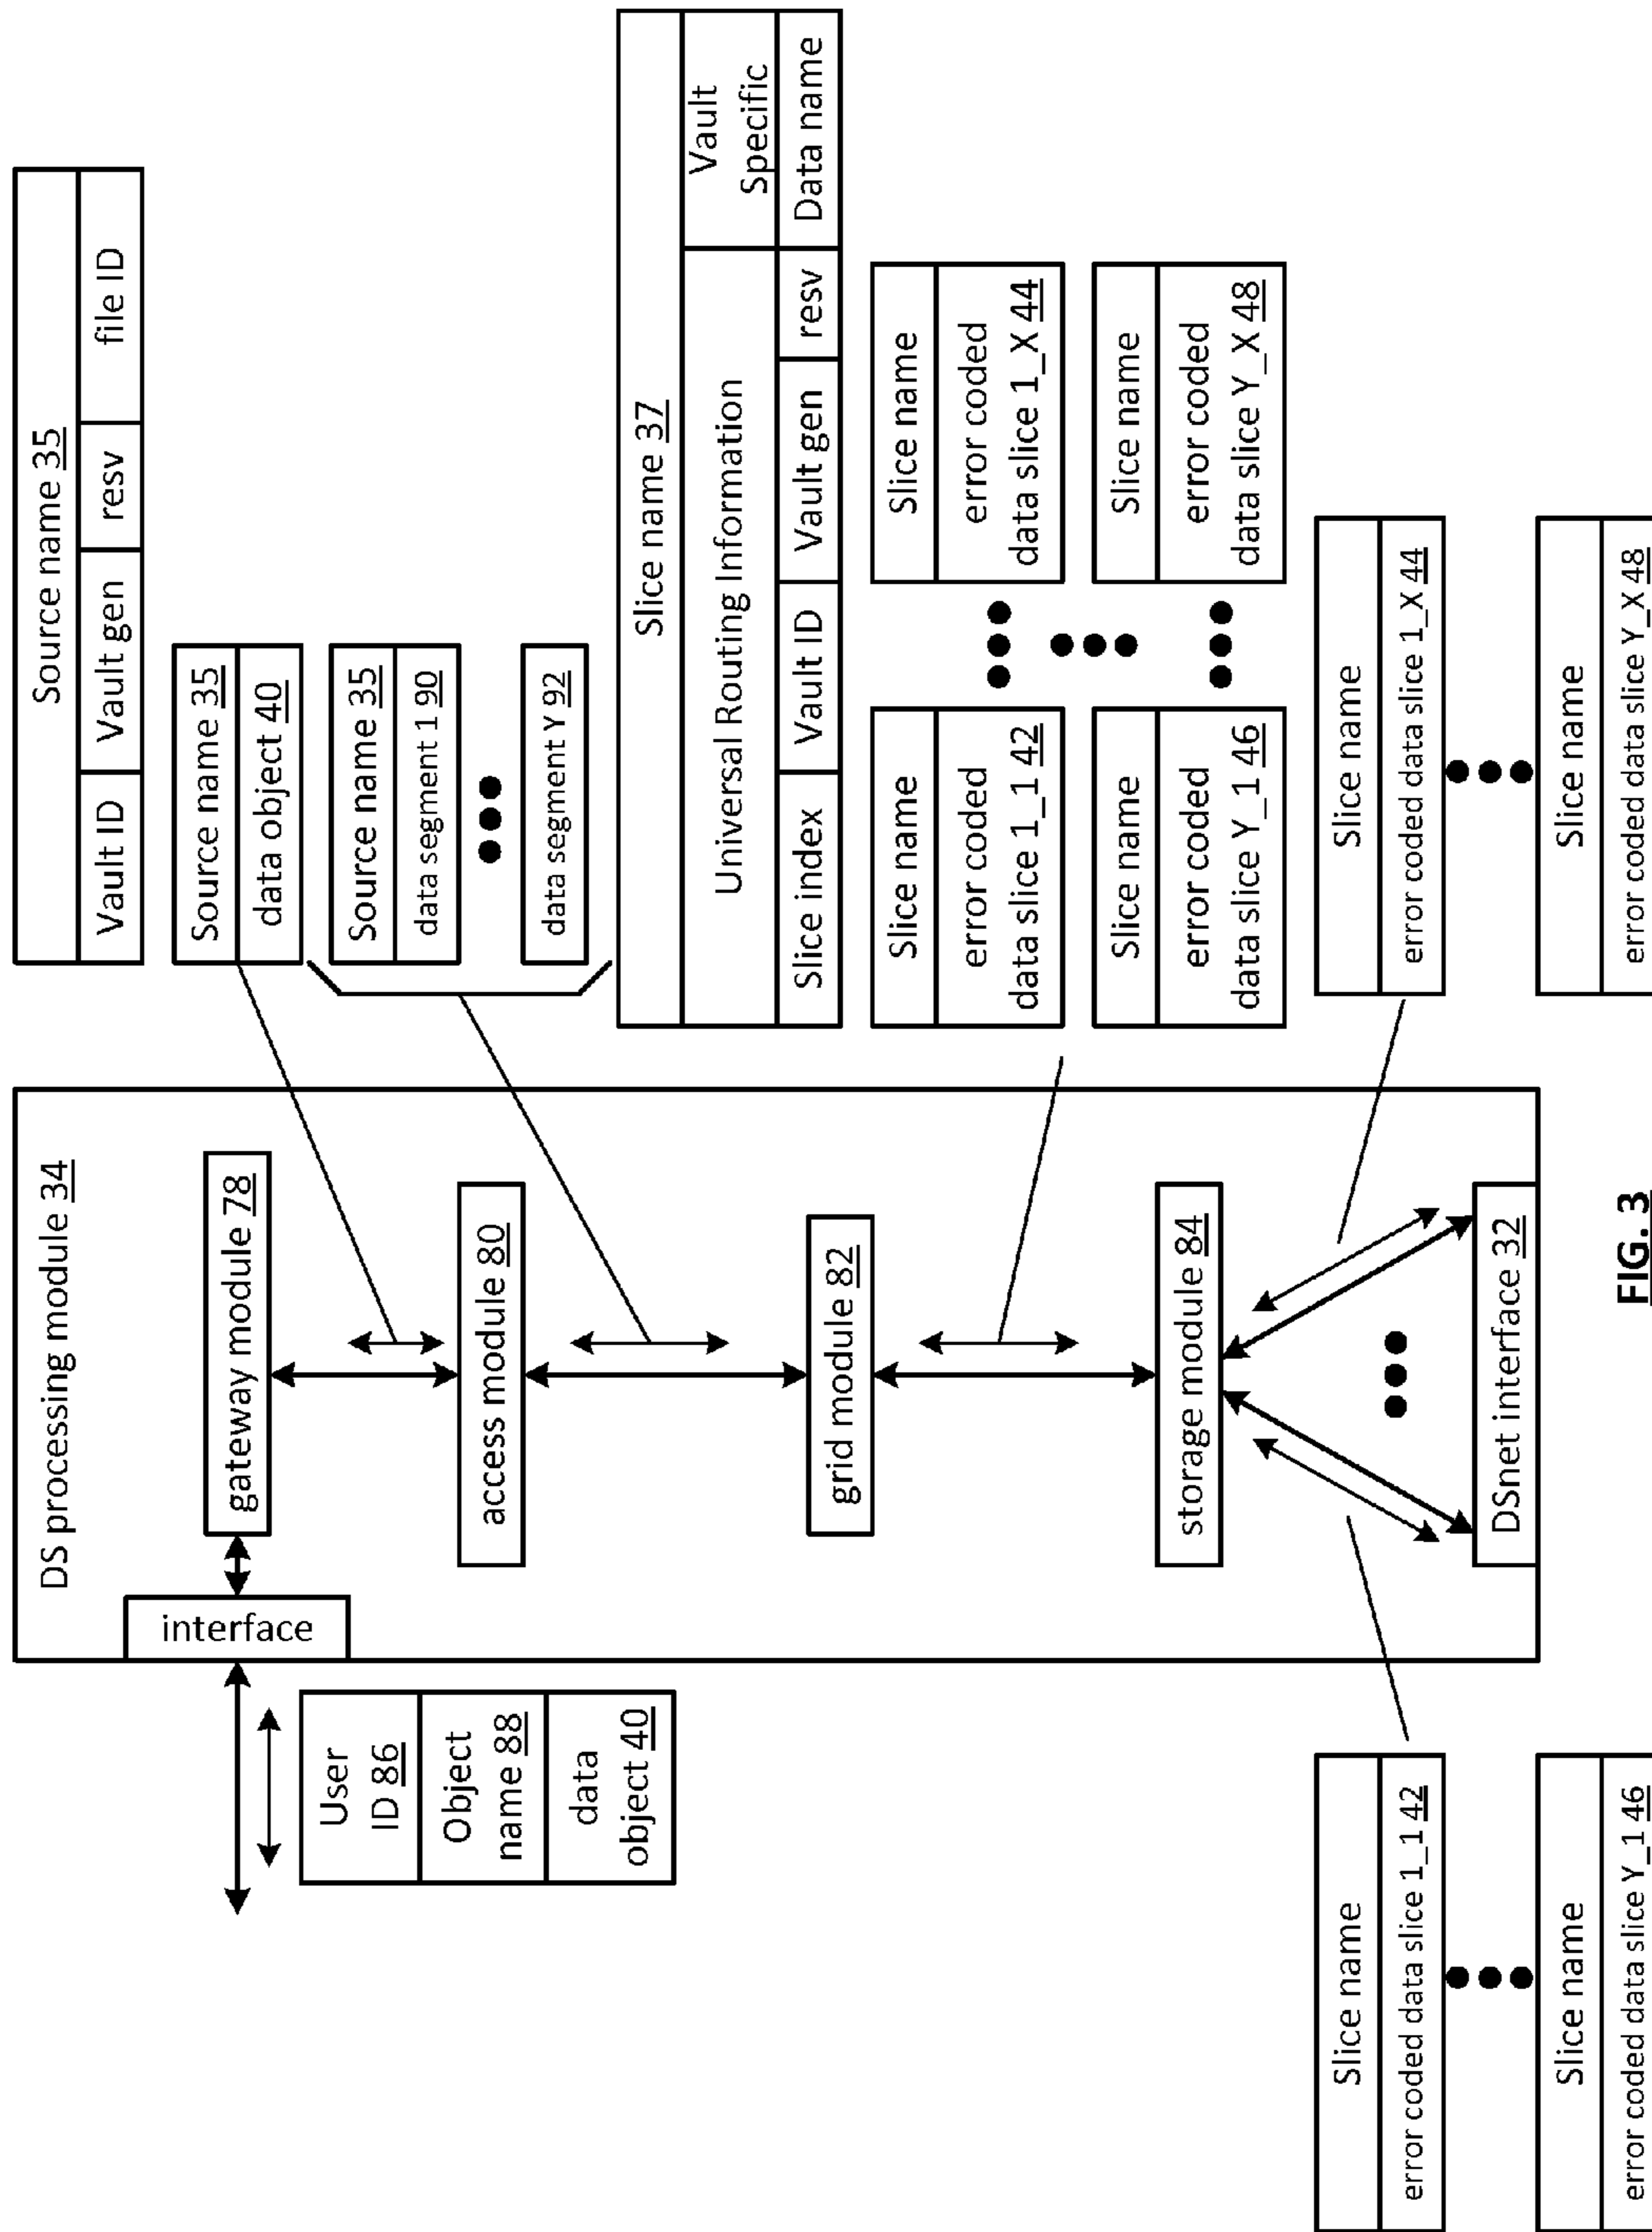 DS processing module 34
interface
gateway module 78
access module 80
grid module 82
storage module 84
DSnet interface 32
User
ID 86
Object
name 88
data
object 40
Source name 35
Vault ID
Vault gen
resv
file ID
Source name 35
data object 40
Source name 35
data segment 1 90
data segment Y 92
Slice name 37
Universal Routing Information
Vault
Specific
Slice index
Vault ID
Vault gen
resv
Data name
Slice name
error coded
data slice 1_1 42
Slice name
error coded
data slice 1_X 44
Slice name
error coded
data slice Y_1 46
Slice name
error coded
data slice Y_X 48
Slice name
error coded data slice 1_1 42
Slice name
error coded data slice Y_1 46
Slice name
error coded data slice 1_X 44
Slice name
error coded data slice Y_X 48
FIG. 3